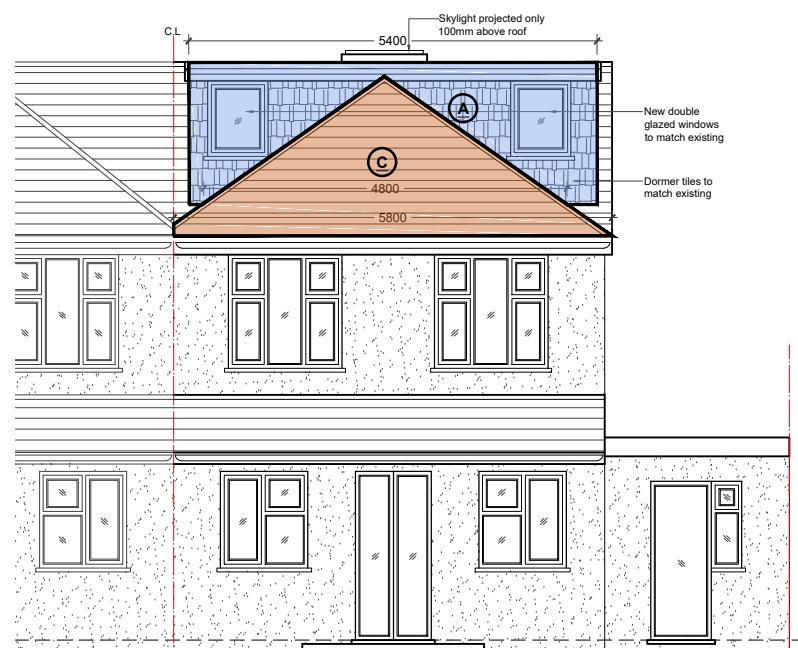 Skylight projected only
100mm above roof
C.L
5400
A
New double
glazed windows
to match existing
C
4800
Dormer tiles to
match existing
5800